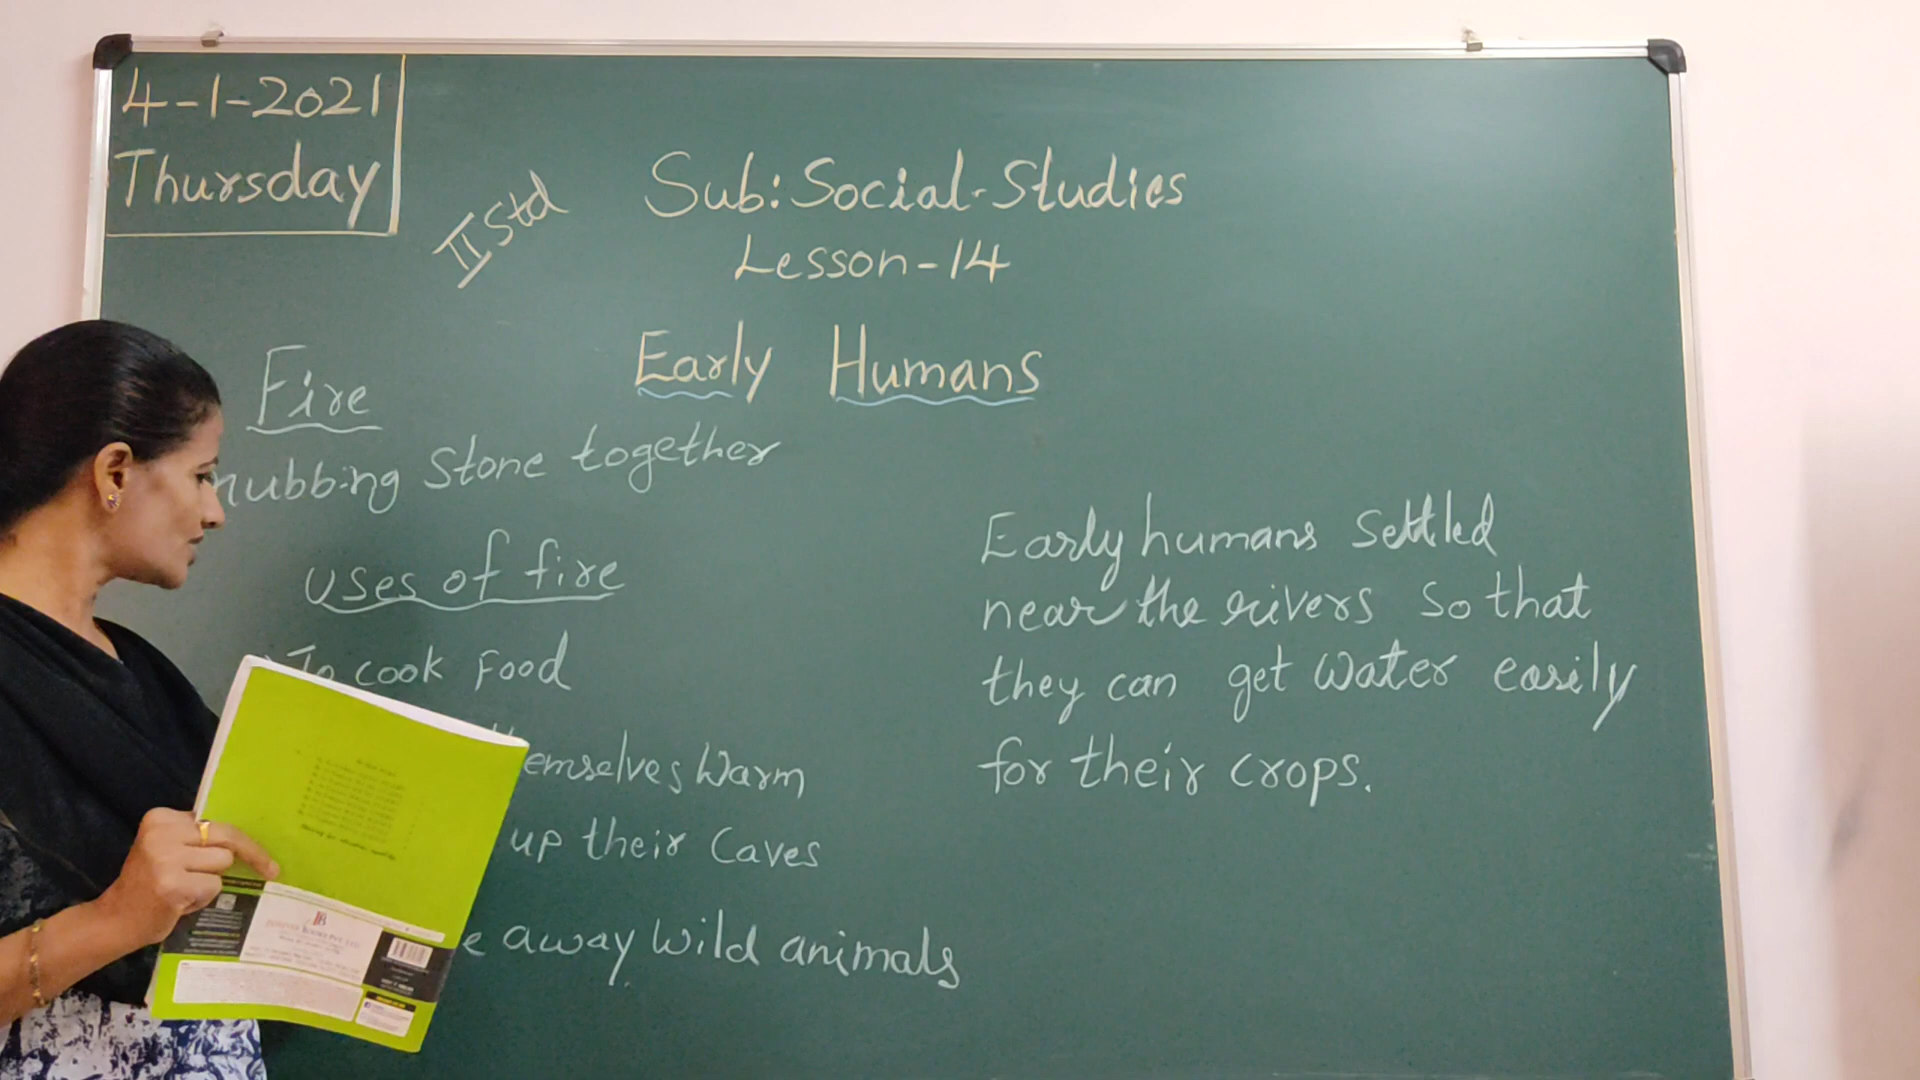 4-1-2021
Thursday
II Std
Sub: Social-Studies
Lesson-14
Early Humans
Fire
rubbing Stone together
uses of fire
To cook Food
emselves Warm
up their Caves
e away Wild animals
Early humans Settled
near the rivers So that
they can get Water easily
for their crops.